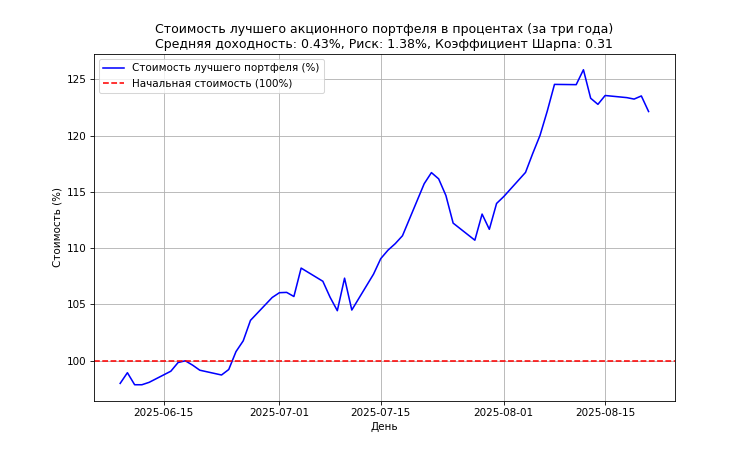 Стоимость лучшего акционного портфеля в процентах (за три года)
Средняя доходность: 0.43%, Риск: 1.38%, Коэффициент Шарпа: 0.31
Стоимость лучшего портфеля (%)
Начальная стоимость (100%)
Стоимость (%)
125
120
115
110
105
100
2025-06-15
2025-07-01
2025-07-15
2025-08-01
2025-08-15
День